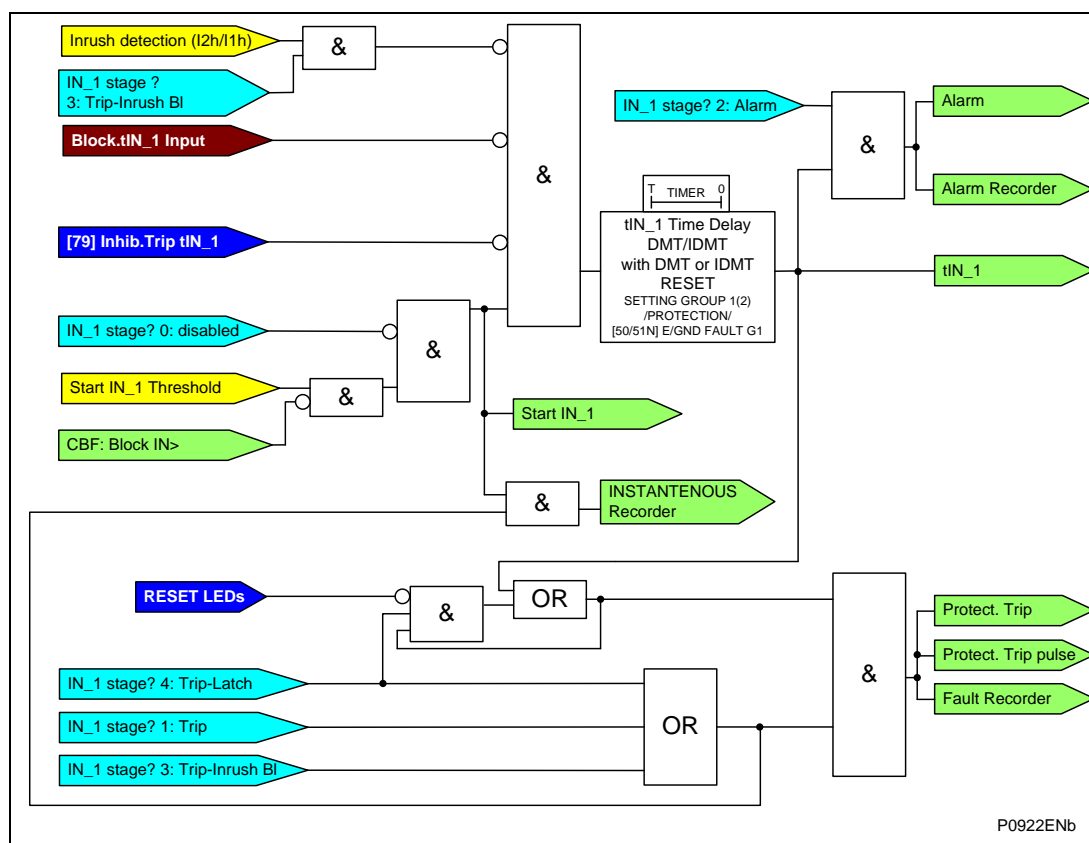 Inrush detection (I2h/I1h)
&
IN_1 stage ?
3: Trip-Inrush Bl
Block.tIN_1 Input
[79] Inhib.Trip tIN_1
&
IN_1 stage? 2: Alarm
&
Alarm
Alarm Recorder
T TIMER 0
tIN_1 Time Delay
DMT/IDMT
with DMT or IDMT
RESET
SETTING GROUP 1(2)
/PROTECTION/
[50/51N] E/GND FAULT G1
tIN_1
IN_1 stage? 0: disabled
&
Start IN_1 Threshold
&
CBF: Block IN>
Start IN_1
&
INSTANTENOUS
Recorder
RESET LEDs
&
OR
&
Protect. Trip
Protect. Trip pulse
Fault Recorder
IN_1 stage? 4: Trip-Latch
IN_1 stage? 1: Trip
OR
IN_1 stage? 3: Trip-Inrush Bl
P0922ENb